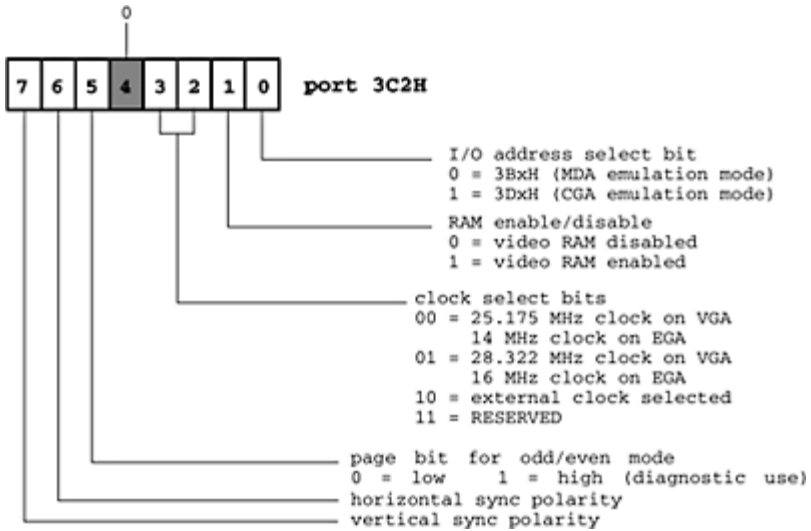 0
7 6 5 4 3 2 1 0 port 3C2H
I/O address select bit
0 = 3BxH (MDA emulation mode)
1 = 3DxH (CGA emulation mode)
RAM enable/disable
0 = video RAM disabled
1 = video RAM enabled
clock select bits
00 = 25.175 MHz clock on VGA
14 MHz clock on EGA
01 = 28.322 MHz clock on VGA
16 MHz clock on EGA
10 = external clock selected
11 = RESERVED
page bit for odd/even mode
0 = low 1 = high (diagnostic use)
horizontal sync polarity
vertical sync polarity